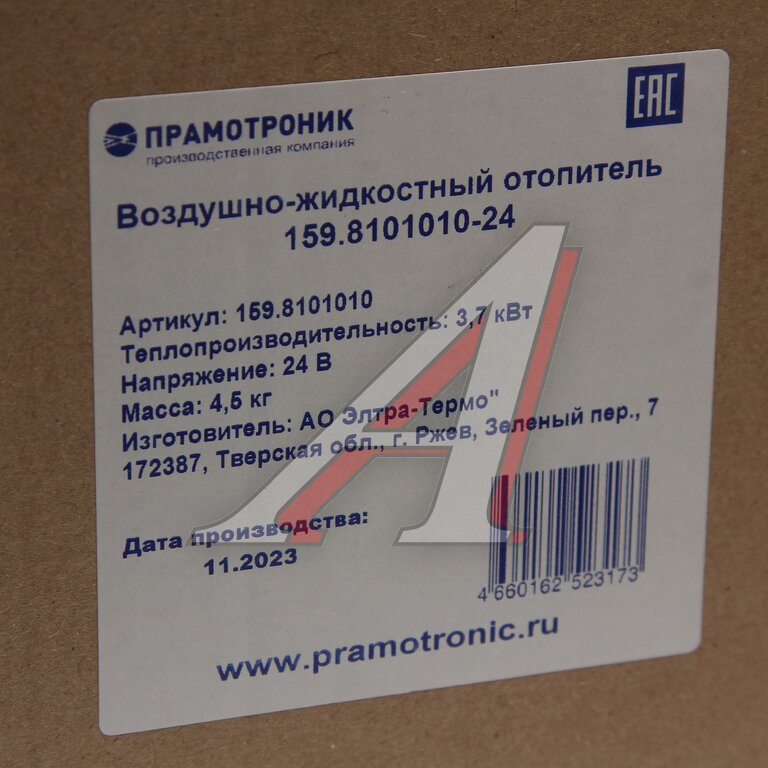 ПРАМОТРОНИК
производственная компания
EAC
Воздушно-жидкостный отопитель
159.8101010-24
Артикул: 159.8101010
Теплопроизводительность: 3,7 кВт
Напряжение: 24 В
Масса: 4,5 кг
Изготовитель: АО Элтра-Термо"
172387, Тверская обл., г. Ржев, Зеленый пер., 7
Дата производства:
11.2023
4 660162 523173
www.pramotronic.ru